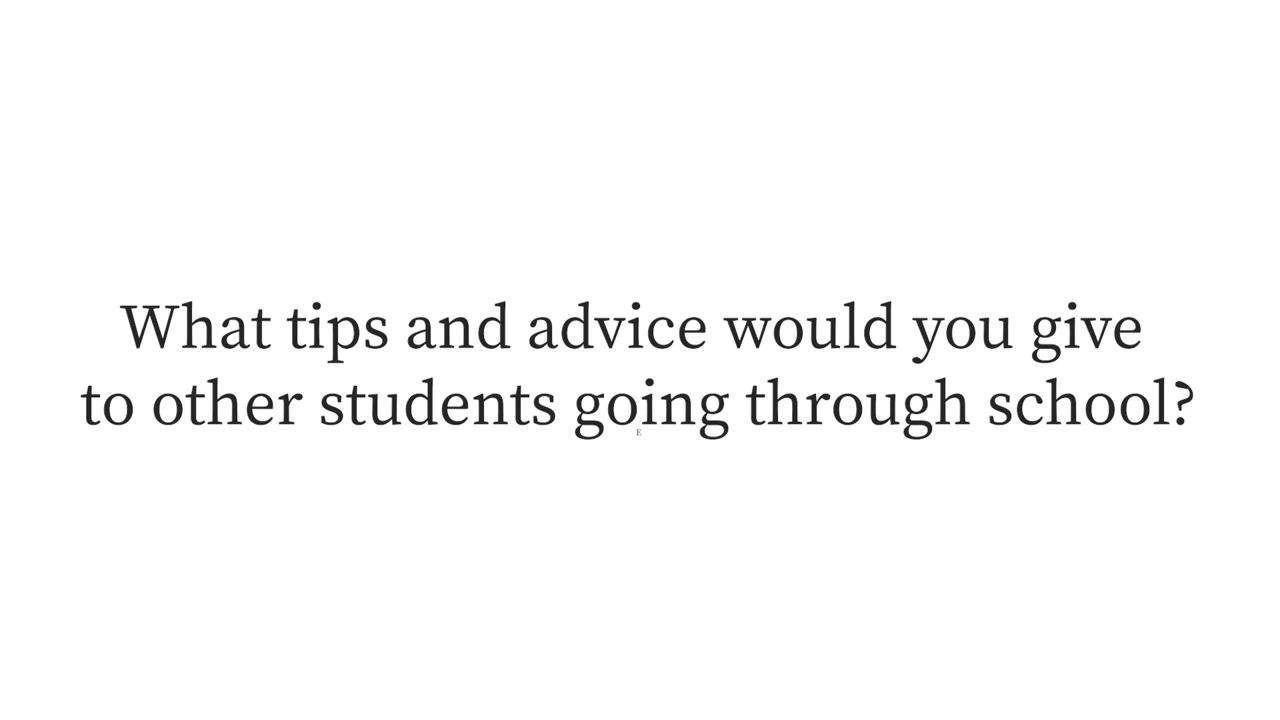 What tips and advice would you give
to other students going through school?
E